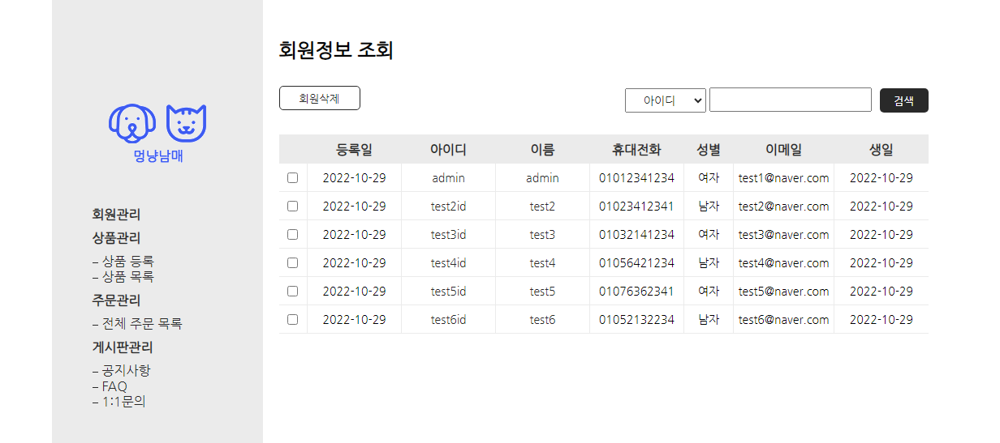 멍냥남매
회원관리
상품관리
– 상품 등록
– 상품 목록
주문관리
– 전체 주문 목록
게시판관리
– 공지사항
– FAQ
– 1:1문의
회원정보 조회
회원삭제 아이디 검색
등록일 아이디 이름 휴대전화 성별 이메일 생일
2022-10-29 admin admin 01012341234 여자 test1@naver.com 2022-10-29
2022-10-29 test2id test2 01023412341 남자 test2@naver.com 2022-10-29
2022-10-29 test3id test3 01032141234 여자 test3@naver.com 2022-10-29
2022-10-29 test4id test4 01056421234 남자 test4@naver.com 2022-10-29
2022-10-29 test5id test5 01076362341 여자 test5@naver.com 2022-10-29
2022-10-29 test6id test6 01052132234 남자 test6@naver.com 2022-10-29